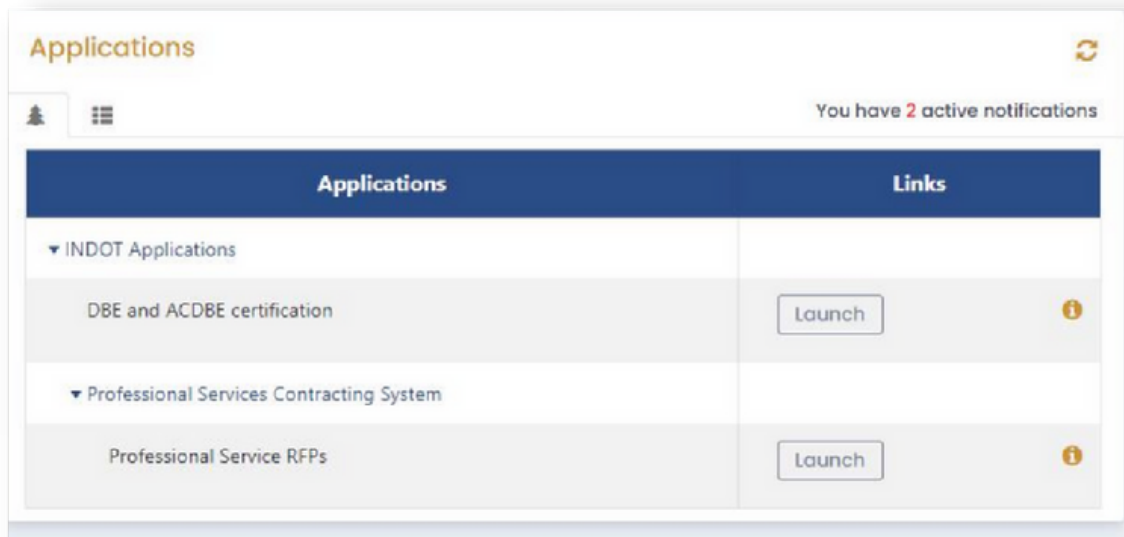 Applications
You have 2 active notifications
Applications Links
INDOT Applications
DBE and ACDBE certification Launch
Professional Services Contracting System
Professional Service RFPs Launch